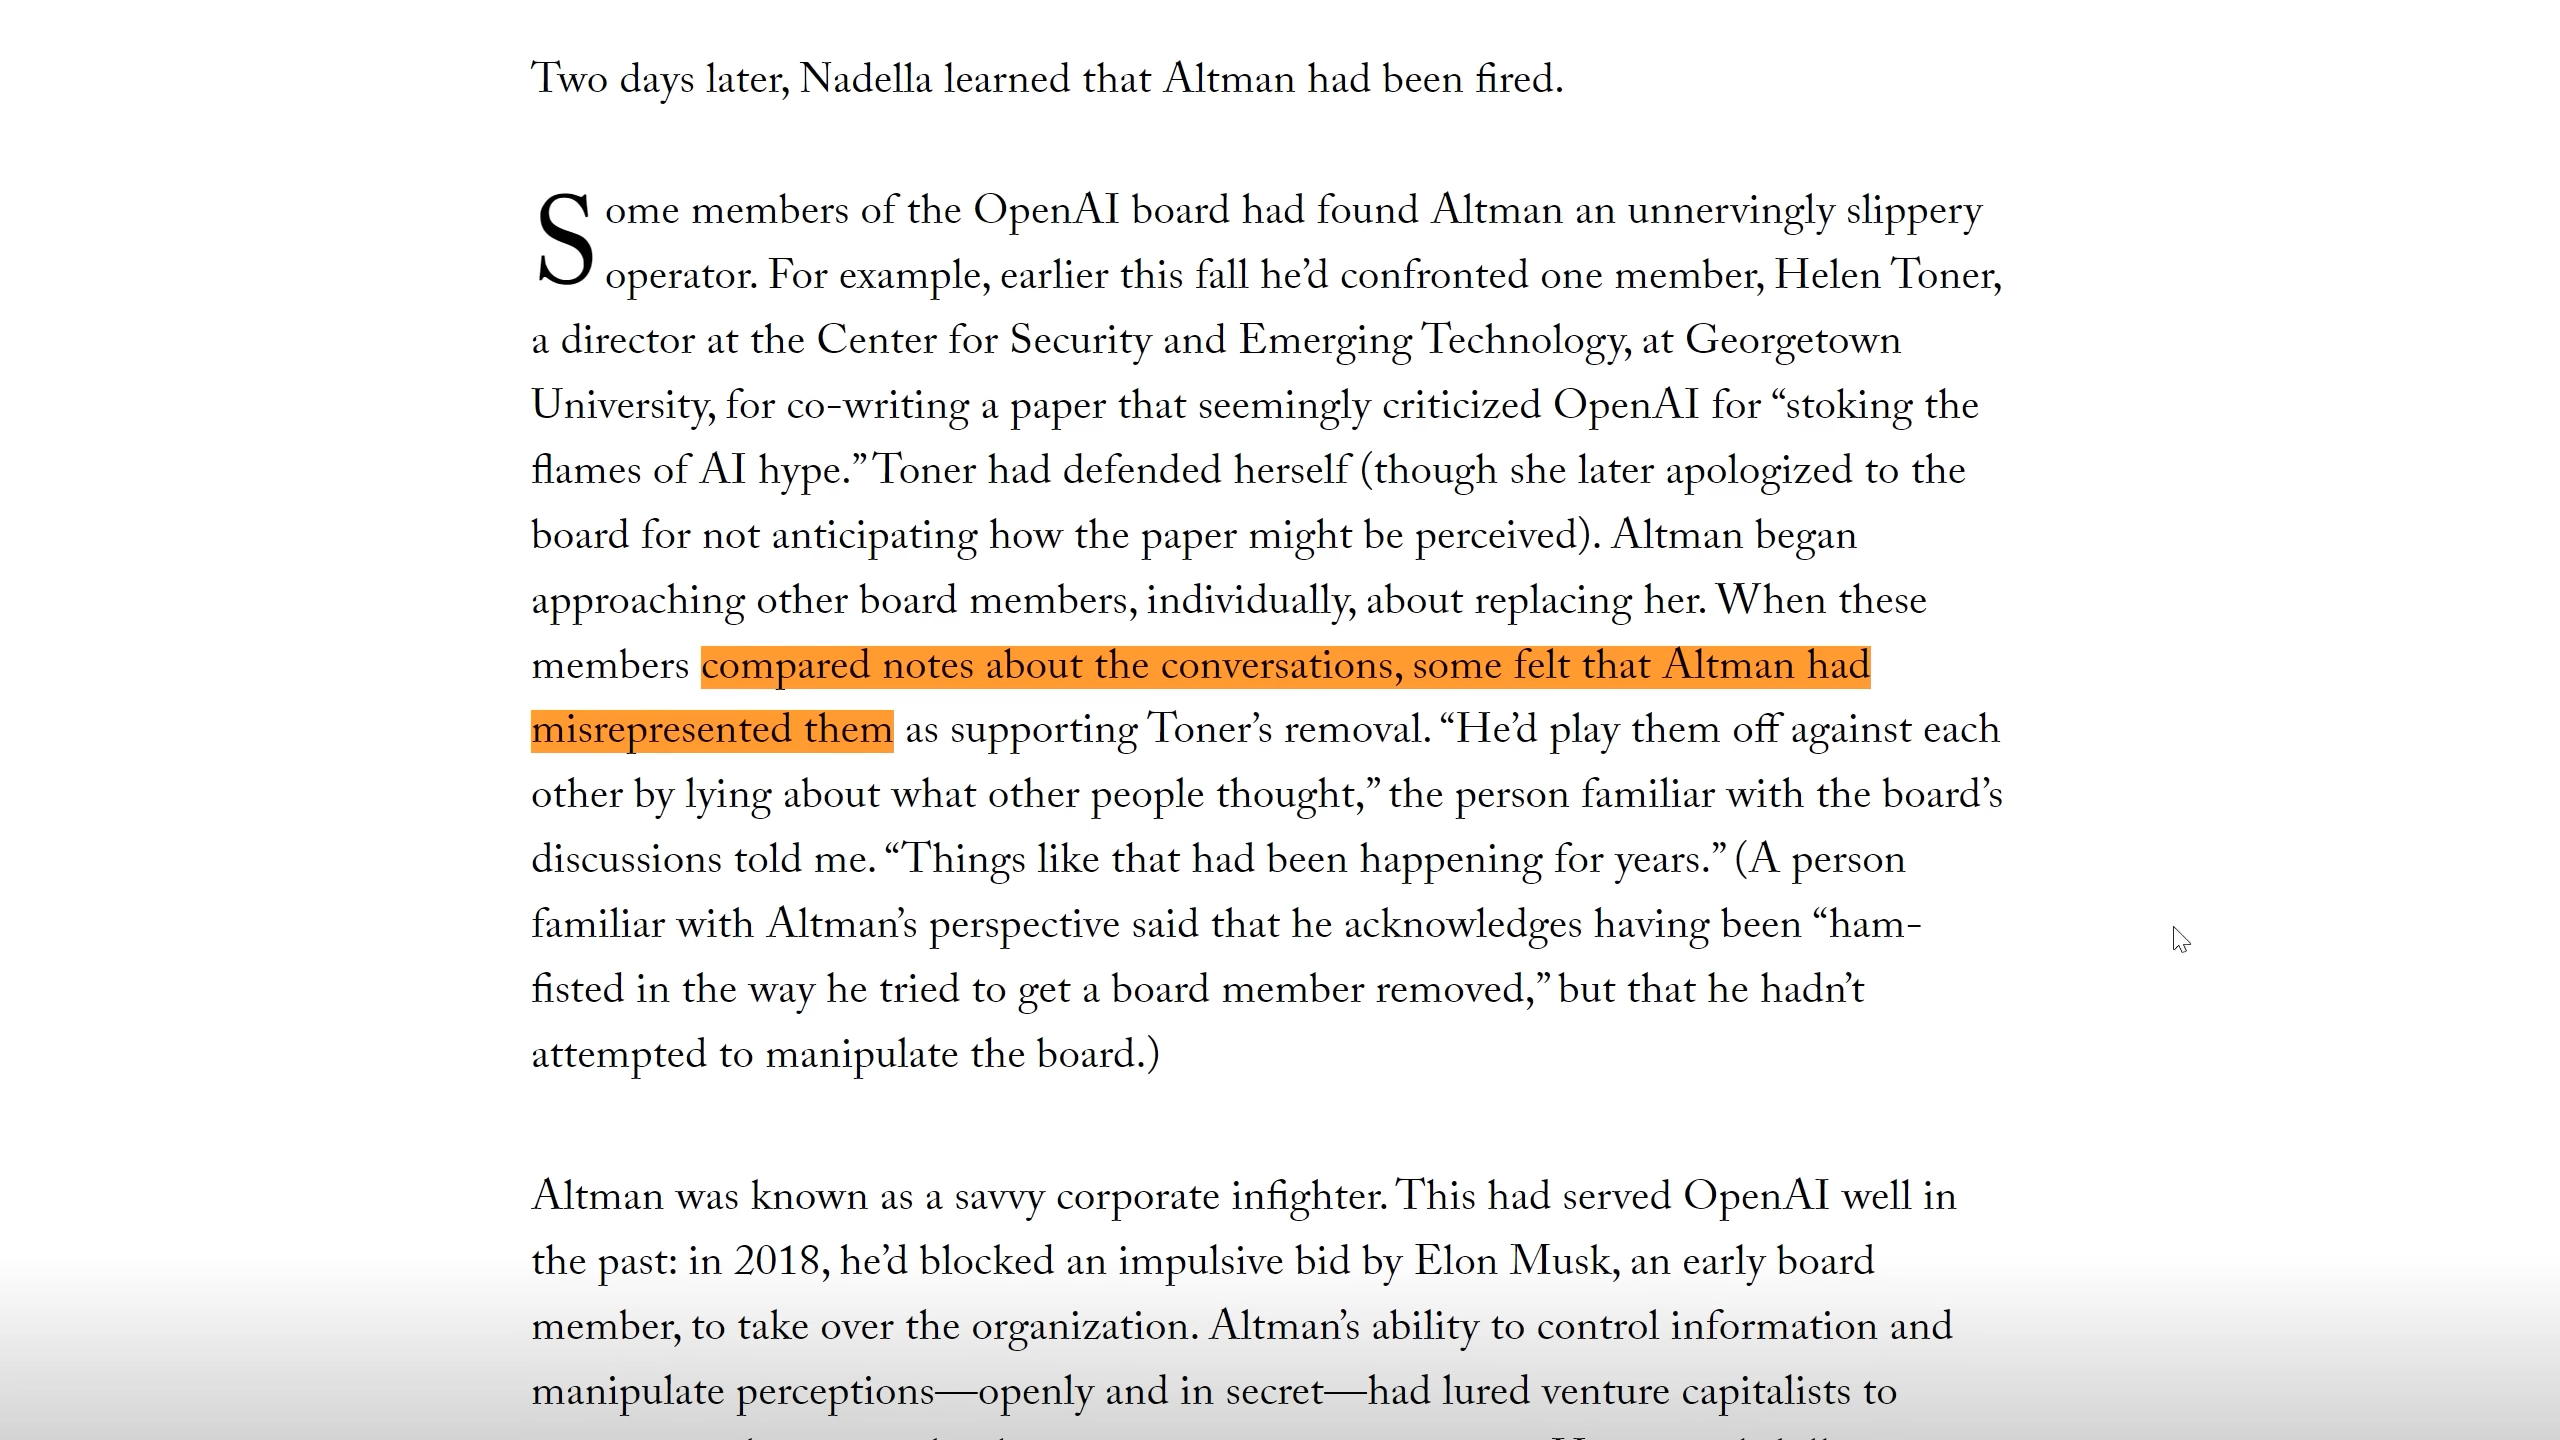 Two days later, Nadella learned that Altman had been fired.
Some members of the OpenAI board had found Altman an unnervingly slippery
operator. For example, earlier this fall he’d confronted one member, Helen Toner,
a director at the Center for Security and Emerging Technology, at Georgetown
University, for co-writing a paper that seemingly criticized OpenAI for “stoking the
flames of AI hype.” Toner had defended herself (though she later apologized to the
board for not anticipating how the paper might be perceived). Altman began
approaching other board members, individually, about replacing her. When these
members compared notes about the conversations, some felt that Altman had
misrepresented them as supporting Toner’s removal. “He’d play them off against each
other by lying about what other people thought,” the person familiar with the board’s
discussions told me. “Things like that had been happening for years.” (A person
familiar with Altman’s perspective said that he acknowledges having been “ham-
fisted in the way he tried to get a board member removed,” but that he hadn’t
attempted to manipulate the board.)
Altman was known as a savvy corporate infighter. This had served OpenAI well in
the past: in 2018, he’d blocked an impulsive bid by Elon Musk, an early board
member, to take over the organization. Altman’s ability to control information and
manipulate perceptions—openly and in secret—had lured venture capitalists to